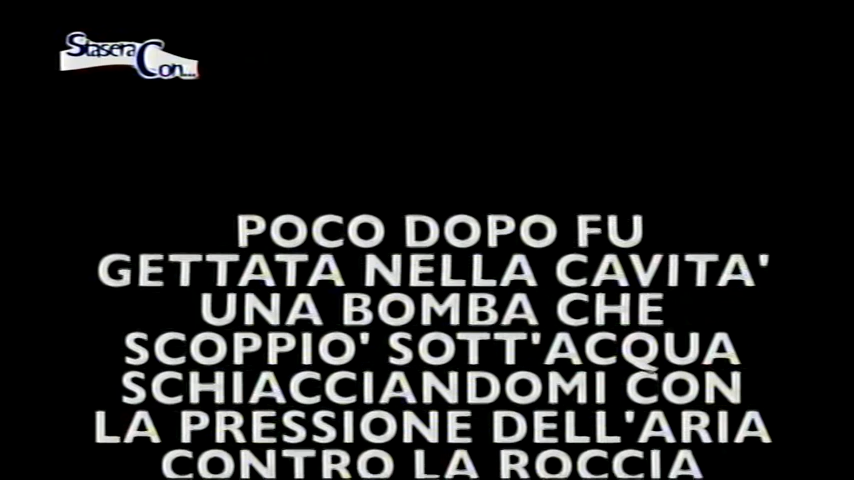 Stasera
Con...
POCO DOPO FU
GETTATA NELLA CAVITA'
UNA BOMBA CHE
SCOPPIO' SOTT'ACQUA
SCHIACCIANDOMI CON
LA PRESSIONE DELL'ARIA
CONTRO LA ROCCIA